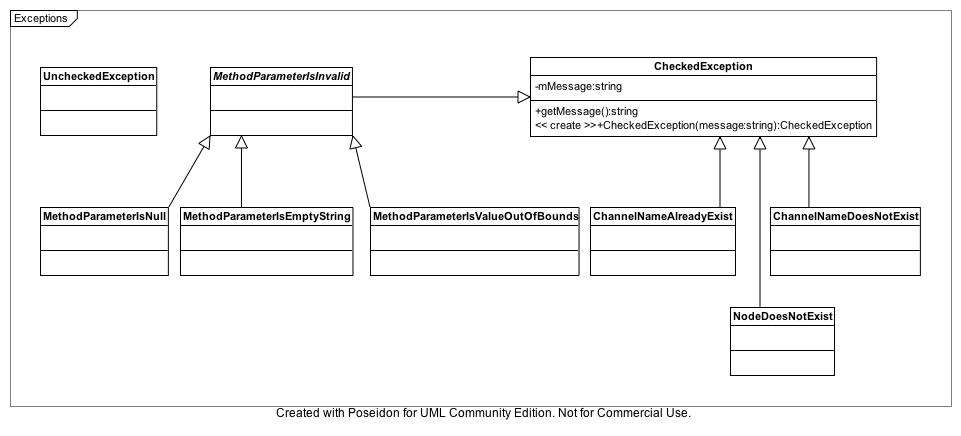 Exceptions
UncheckedException
MethodParameterIsInvalid
CheckedException
-mMessage:string
+getMessage():string
<< create >>+CheckedException(message:string):CheckedException
MethodParameterIsNull
MethodParameterIsEmptyString
MethodParameterIsValueOutOfBounds
ChannelNameAlreadyExist
ChannelNameDoesNotExist
NodeDoesNotExist
Created with Poseidon for UML Community Edition. Not for Commercial Use.